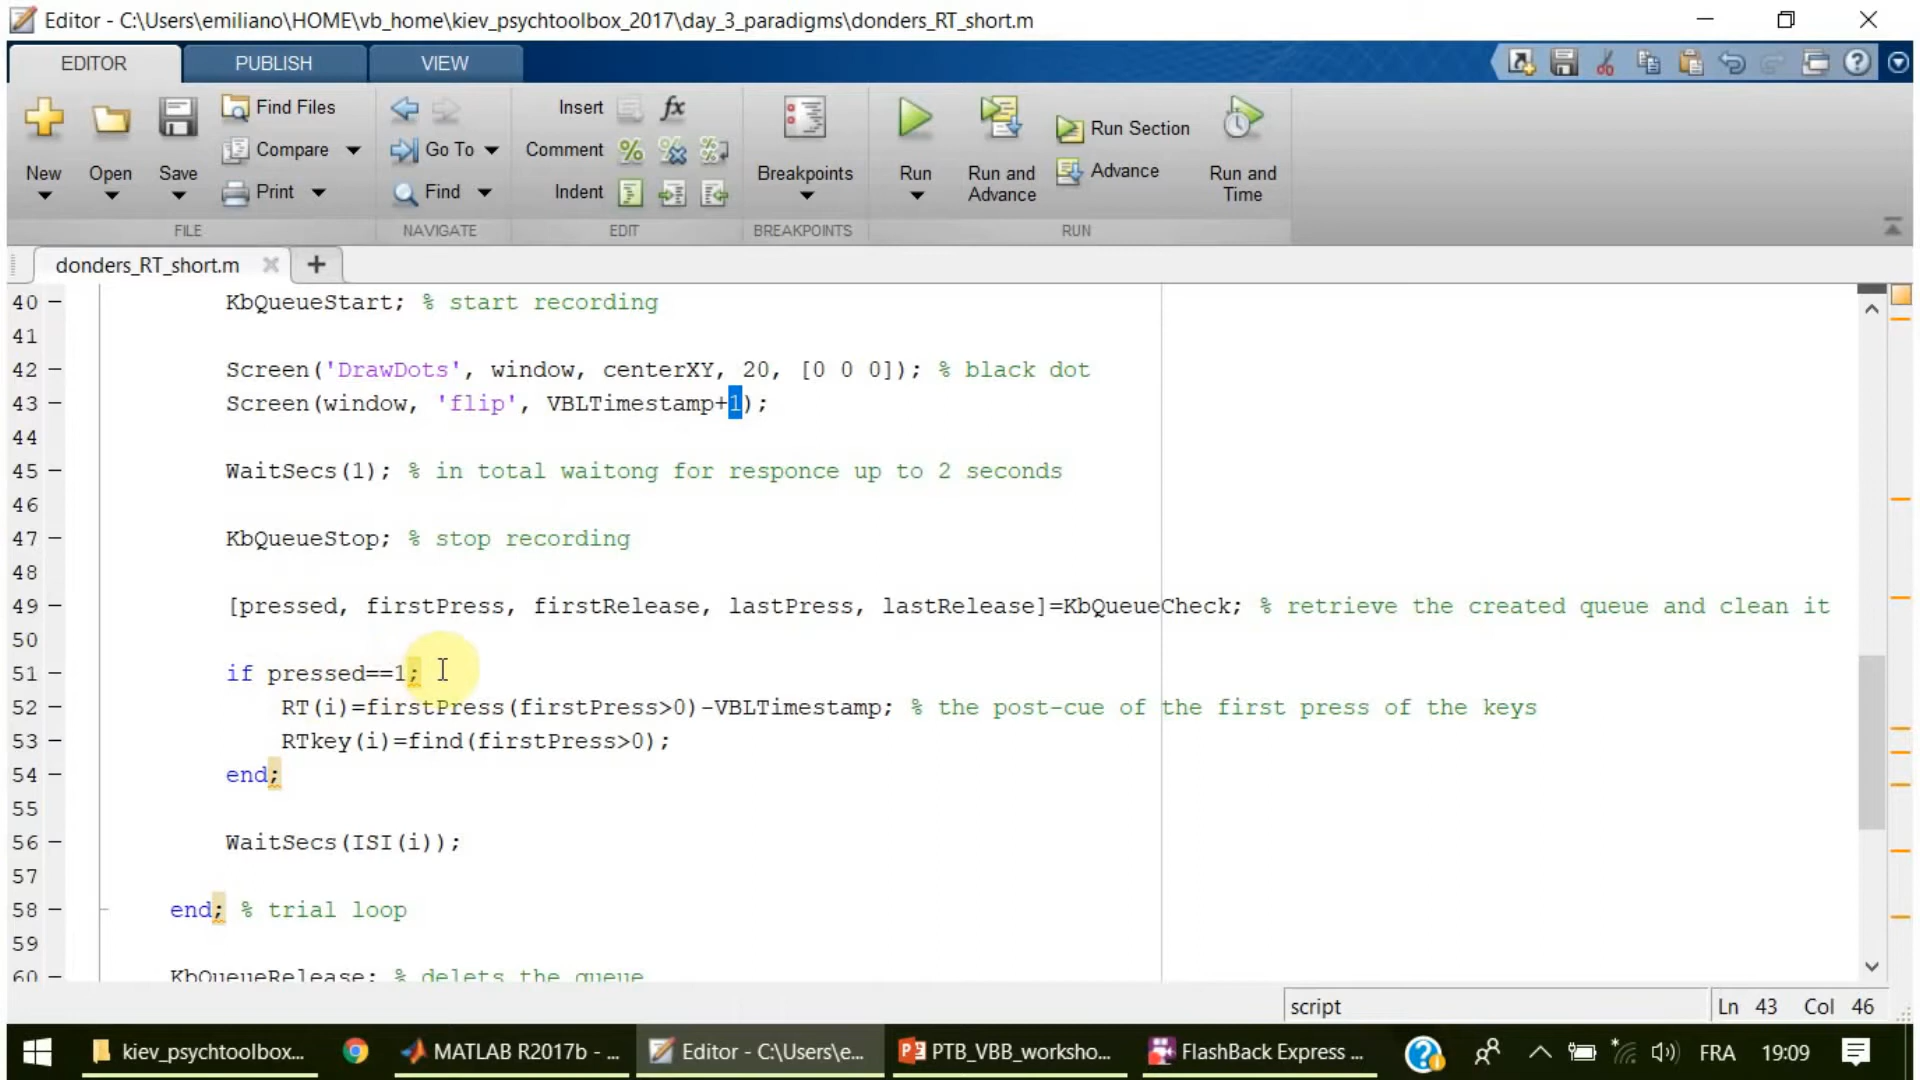 Editor - C:\Users\emiliano\HOME\vb_home\kiev_psychtoolbox_2017\day_3_paradigms\donders_RT_short.m
EDITOR PUBLISH VIEW
New Open Save
Find Files
Compare
Print
FILE
Go To
Find
NAVIGATE
Insert fx
Comment
Indent
EDIT
Breakpoints
BREAKPOINTS
Run
Run and Advance
Run Section
Advance
Run and Time
RUN
donders_RT_short.m
40 KbQueueStart; % start recording
41
42 Screen('DrawDots', window, centerXY, 20, [0 0 0]); % black dot
43 Screen(window, 'flip', VBLTimestamp+1);
44
45 WaitSecs(1); % in total waitong for responce up to 2 seconds
46
47 KbQueueStop; % stop recording
48
49 [pressed, firstPress, firstRelease, lastPress, lastRelease]=KbQueueCheck; % retrieve the created queue and clean it
50
51 if pressed==1;
52 RT(i)=firstPress(firstPress>0)-VBLTimestamp; % the post-cue of the first press of the keys
53 RTkey(i)=find(firstPress>0);
54 end;
55
56 WaitSecs(ISI(i));
57
58 end; % trial loop
59
60 KbQueueRelease; % delets the queue
script Ln 43 Col 46
kiev_psychtoolbox... MATLAB R2017b - ... Editor - C:\Users\e... PTB_VBB_worksho... FlashBack Express ... FRA 19:09